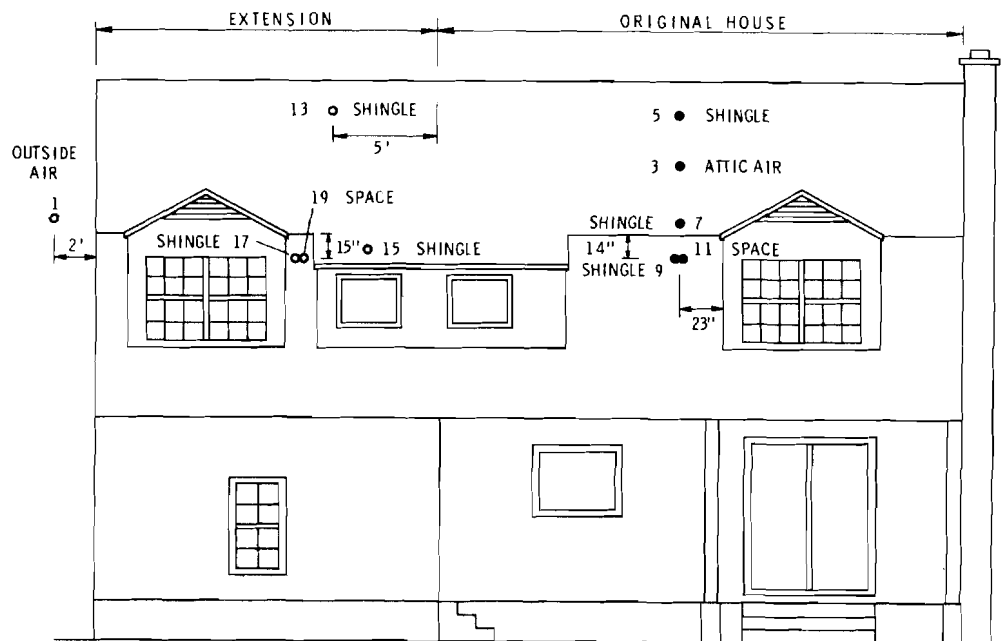 EXTENSION
ORIGINAL HOUSE
13 SHINGLE
5'
5 SHINGLE
3 ATTIC AIR
OUTSIDE
AIR
1
2'
19 SPACE
SHINGLE 17
15"
15 SHINGLE
SHINGLE 7
14"
11 SPACE
SHINGLE 9
23"